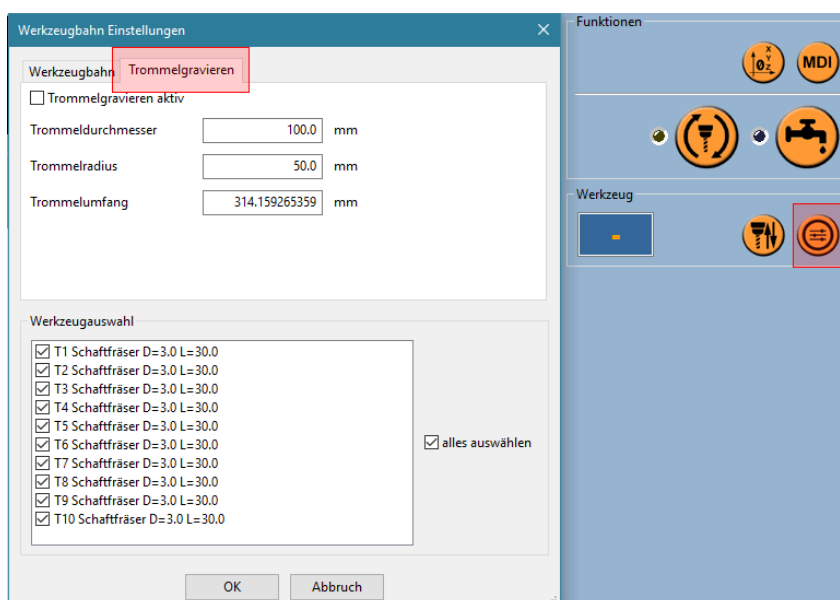 Werkzeugbahn Einstellungen
Werkzeugbahn Trommelgravieren
Trommelgravieren aktiv
Trommeldurchmesser 100.0 mm
Trommelradius 50.0 mm
Trommelumfang 314.159265359 mm
Werkzeugauswahl
T1 Schaftfräser D=3.0 L=30.0
T2 Schaftfräser D=3.0 L=30.0
T3 Schaftfräser D=3.0 L=30.0
T4 Schaftfräser D=3.0 L=30.0
T5 Schaftfräser D=3.0 L=30.0
T6 Schaftfräser D=3.0 L=30.0
T7 Schaftfräser D=3.0 L=30.0
T8 Schaftfräser D=3.0 L=30.0
T9 Schaftfräser D=3.0 L=30.0
T10 Schaftfräser D=3.0 L=30.0
alles auswählen
OK Abbruch
Funktionen
X Y Z 0 MDI
Werkzeug
-